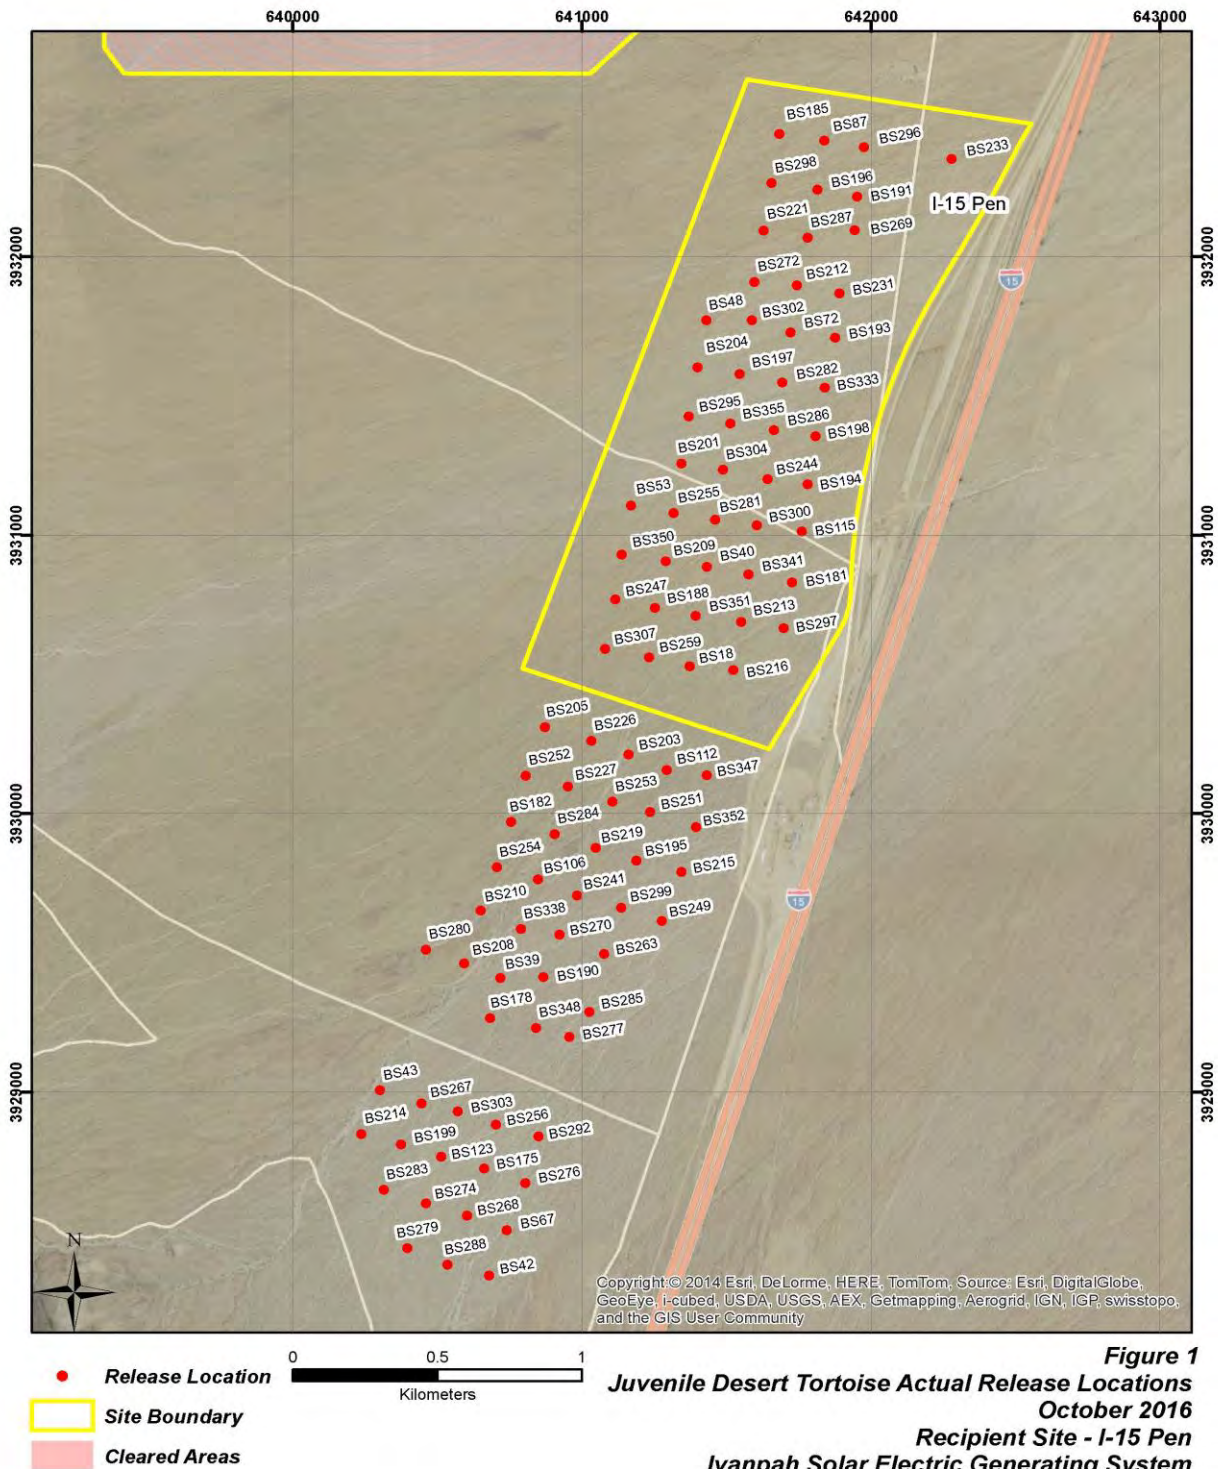 640000
641000
642000
643000
3932000
3931000
3930000
3929000
BS185
BS87
BS296
BS233
BS298
BS196
BS191
I-15 Pen
BS221
BS287
BS269
BS272
BS212
BS231
15
BS48
BS302
BS72
BS193
BS204
BS197
BS282
BS333
BS295
BS355
BS286
BS198
BS201
BS304
BS244
BS194
BS53
BS255
BS281
BS300
BS115
BS350
BS209
BS40
BS341
BS181
BS247
BS188
BS351
BS213
BS297
BS307
BS259
BS18
BS216
BS205
BS226
BS203
BS112
BS347
BS252
BS227
BS253
BS251
BS352
BS182
BS284
BS219
BS195
BS215
BS254
BS106
BS241
BS299
BS249
15
BS210
BS338
BS270
BS263
BS280
BS208
BS39
BS190
BS178
BS348
BS285
BS277
BS43
BS267
BS303
BS256
BS292
BS214
BS199
BS123
BS175
BS276
BS283
BS274
BS268
BS67
BS279
BS288
BS42
N
Copyright:© 2014 Esri, DeLorme, HERE, TomTom, Source: Esri, DigitalGlobe,
GeoEye, i-cubed, USDA, USGS, AEX, Getmapping, Aerogrid, IGN, IGP, swisstopo,
and the GIS User Community
Release Location
Site Boundary
Cleared Areas
0 0.5 1
Kilometers
Figure 1
Juvenile Desert Tortoise Actual Release Locations
October 2016
Recipient Site - I-15 Pen
Ivanpah Solar Electric Generating System